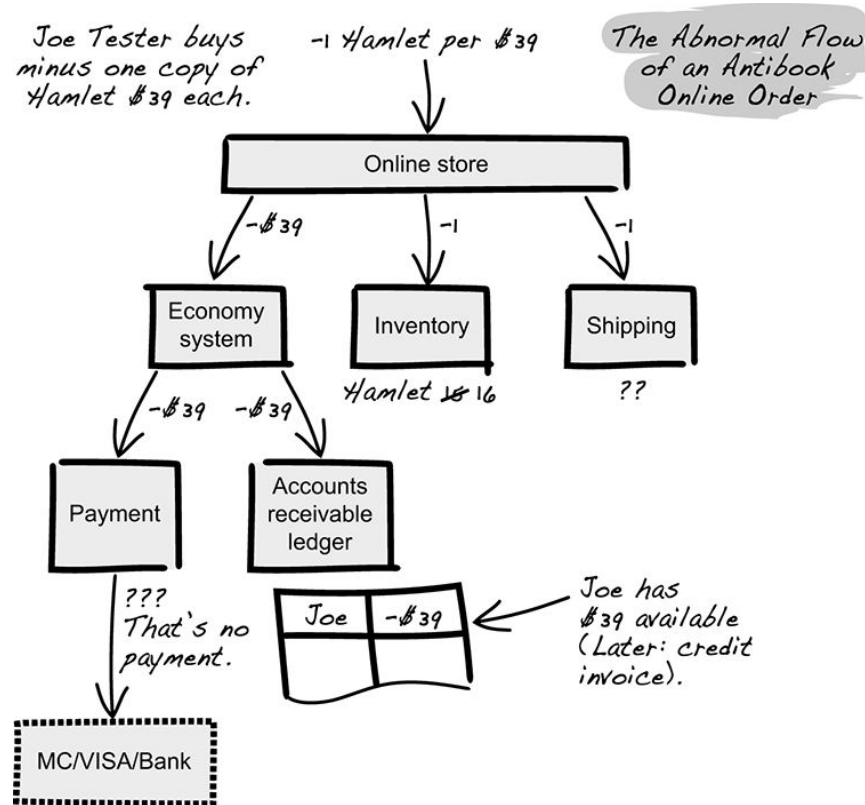 Joe Tester buys
minus one copy of
Hamlet $39 each.
-1 Hamlet per $39
The Abnormal Flow
of an Antibook
Online Order
Online store
-$39
-1
-1
Economy
system
Inventory
Shipping
Hamlet 16
??
-$39
-$39
Payment
Accounts
receivable
ledger
???
That's no
payment.
Joe
-$39
Joe has
$39 available
(Later: credit
invoice).
MC/VISA/Bank